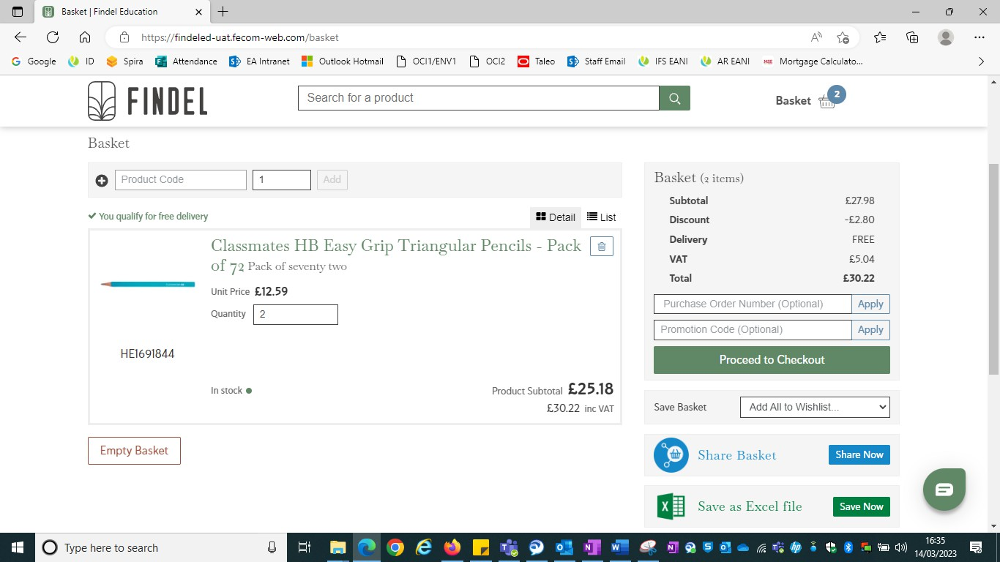 Basket | Findel Education
https://findeled-uat.fecom-web.com/basket
Google ID Spira Attendance EA Intranet Outlook Hotmail OCI1/ENV1 OCI2 Taleo Staff Email IFS EANI AR EANI MSE Mortgage Calculato...
FINDEL
Search for a product
Basket 2
Basket
Product Code 1 Add
You qualify for free delivery
Detail List
Classmates HB Easy Grip Triangular Pencils - Pack
of 72 Pack of seventy two
Unit Price £12.59
Quantity 2
HE1691844
In stock
Product Subtotal £25.18
£30.22 inc VAT
Empty Basket
Basket (2 items)
Subtotal £27.98
Discount -£2.80
Delivery FREE
VAT £5.04
Total £30.22
Purchase Order Number (Optional) Apply
Promotion Code (Optional) Apply
Proceed to Checkout
Save Basket Add All to Wishlist...
Share Basket Share Now
Save as Excel file Save Now
Type here to search
16:35
14/03/2023